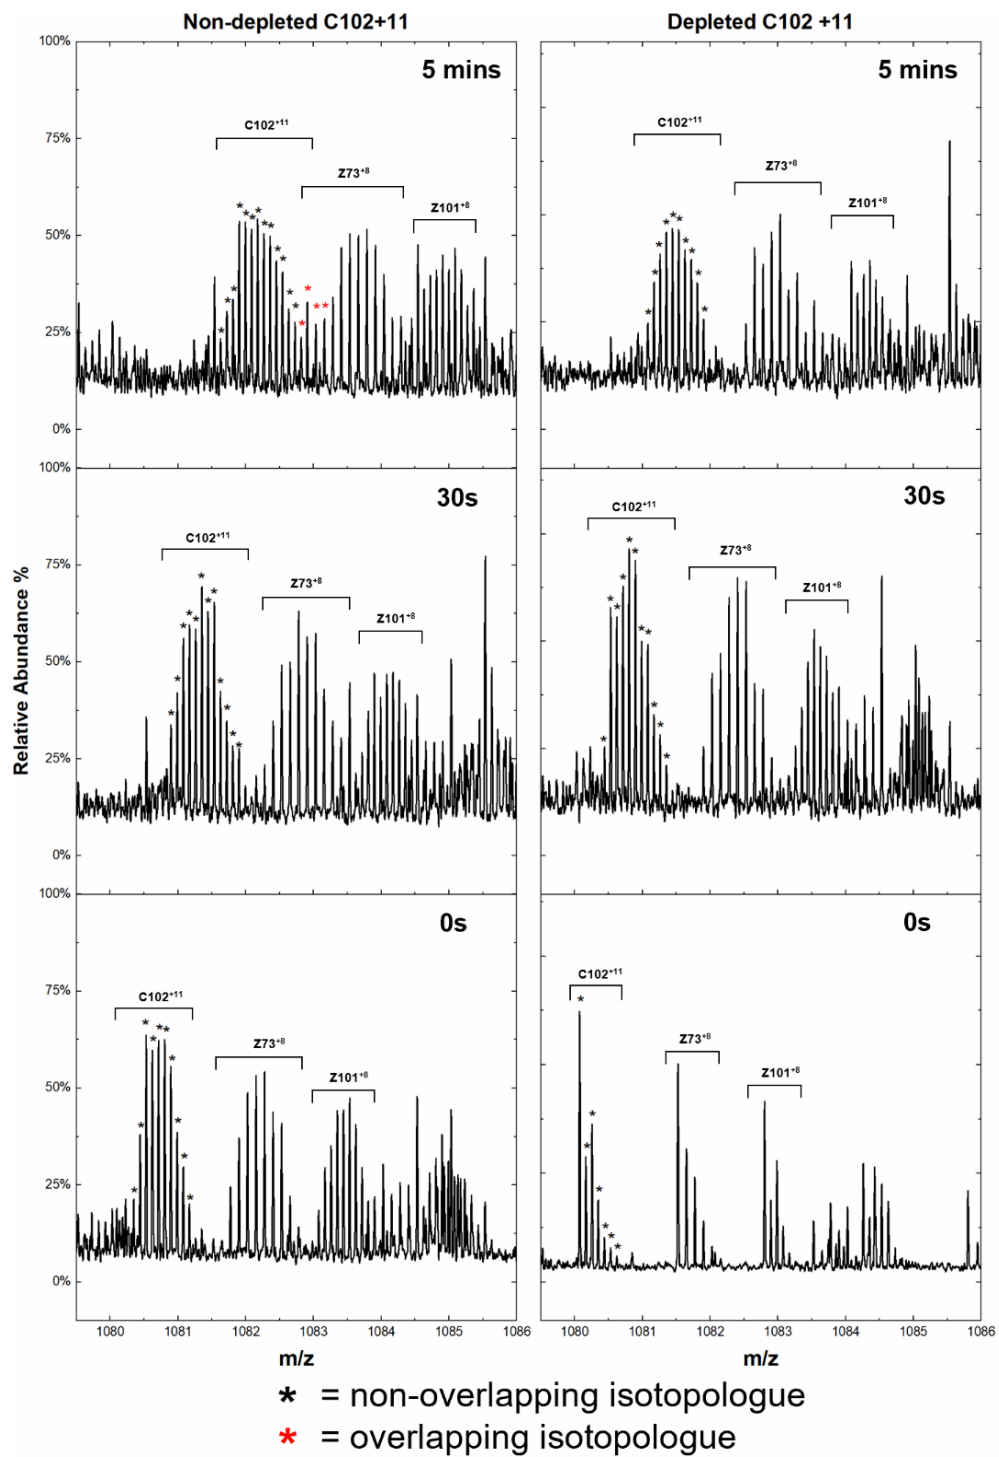 Non-depleted C102+11
Depleted C102 +11
100%
75%
50%
25%
0%
5 mins
C102+11
Z73+8
Z101+8
5 mins
C102+11
Z73+8
Z101+8
Relative Abundance %
100%
75%
50%
25%
0%
30s
C102+11
Z73+8
Z101+8
30s
C102+11
Z73+8
Z101+8
100%
75%
50%
25%
0%
0s
C102+11
Z73+8
Z101+8
0s
C102+11
Z73+8
Z101+8
1080 1081 1082 1083 1084 1085 1086
1080 1081 1082 1083 1084 1085 1086
m/z
m/z
* = non-overlapping isotopologue
* = overlapping isotopologue